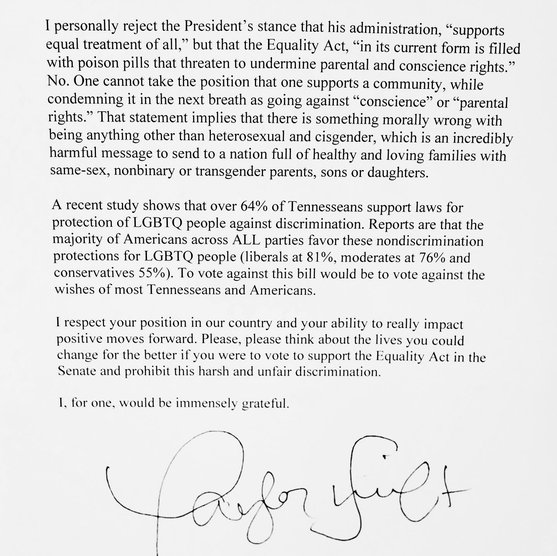 I personally reject the President’s stance that his administration, “supports
equal treatment of all,” but that the Equality Act, “in its current form is filled
with poison pills that threaten to undermine parental and conscience rights.”
No. One cannot take the position that one supports a community, while
condemning it in the next breath as going against “conscience” or “parental
rights.” That statement implies that there is something morally wrong with
being anything other than heterosexual and cisgender, which is an incredibly
harmful message to send to a nation full of healthy and loving families with
same-sex, nonbinary or transgender parents, sons or daughters.
A recent study shows that over 64% of Tennesseans support laws for
protection of LGBTQ people against discrimination. Reports are that the
majority of Americans across ALL parties favor these nondiscrimination
protections for LGBTQ people (liberals at 81%, moderates at 76% and
conservatives 55%). To vote against this bill would be to vote against the
wishes of most Tennesseans and Americans.
I respect your position in our country and your ability to really impact
positive moves forward. Please, please think about the lives you could
change for the better if you were to vote to support the Equality Act in the
Senate and prohibit this harsh and unfair discrimination.
I, for one, would be immensely grateful.
Taylor Swift